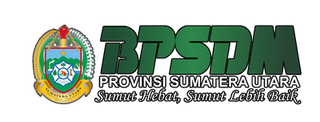 BPSDM
PROVINSI SUMATERA UTARA
Sumut Hebat, Sumut Lebih Baik